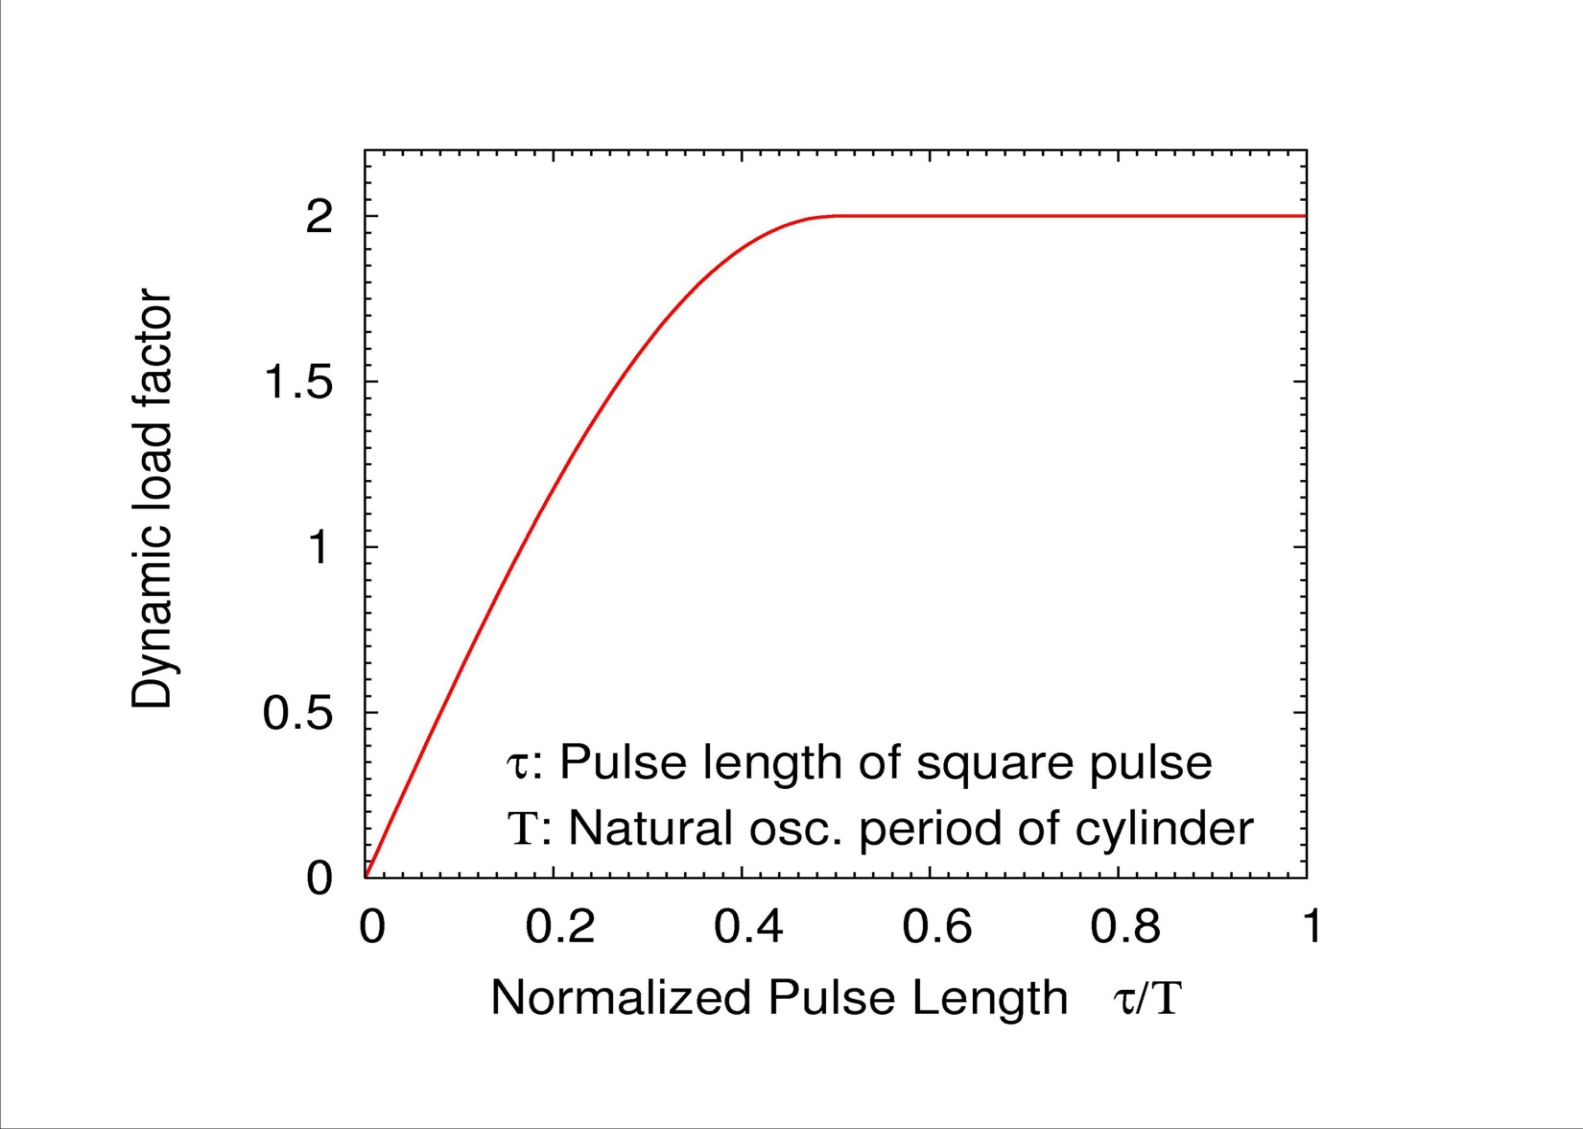 2
1.5
1
0.5
0
Dynamic load factor
τ: Pulse length of square pulse
T: Natural osc. period of cylinder
0 0.2 0.4 0.6 0.8 1
Normalized Pulse Length τ/T